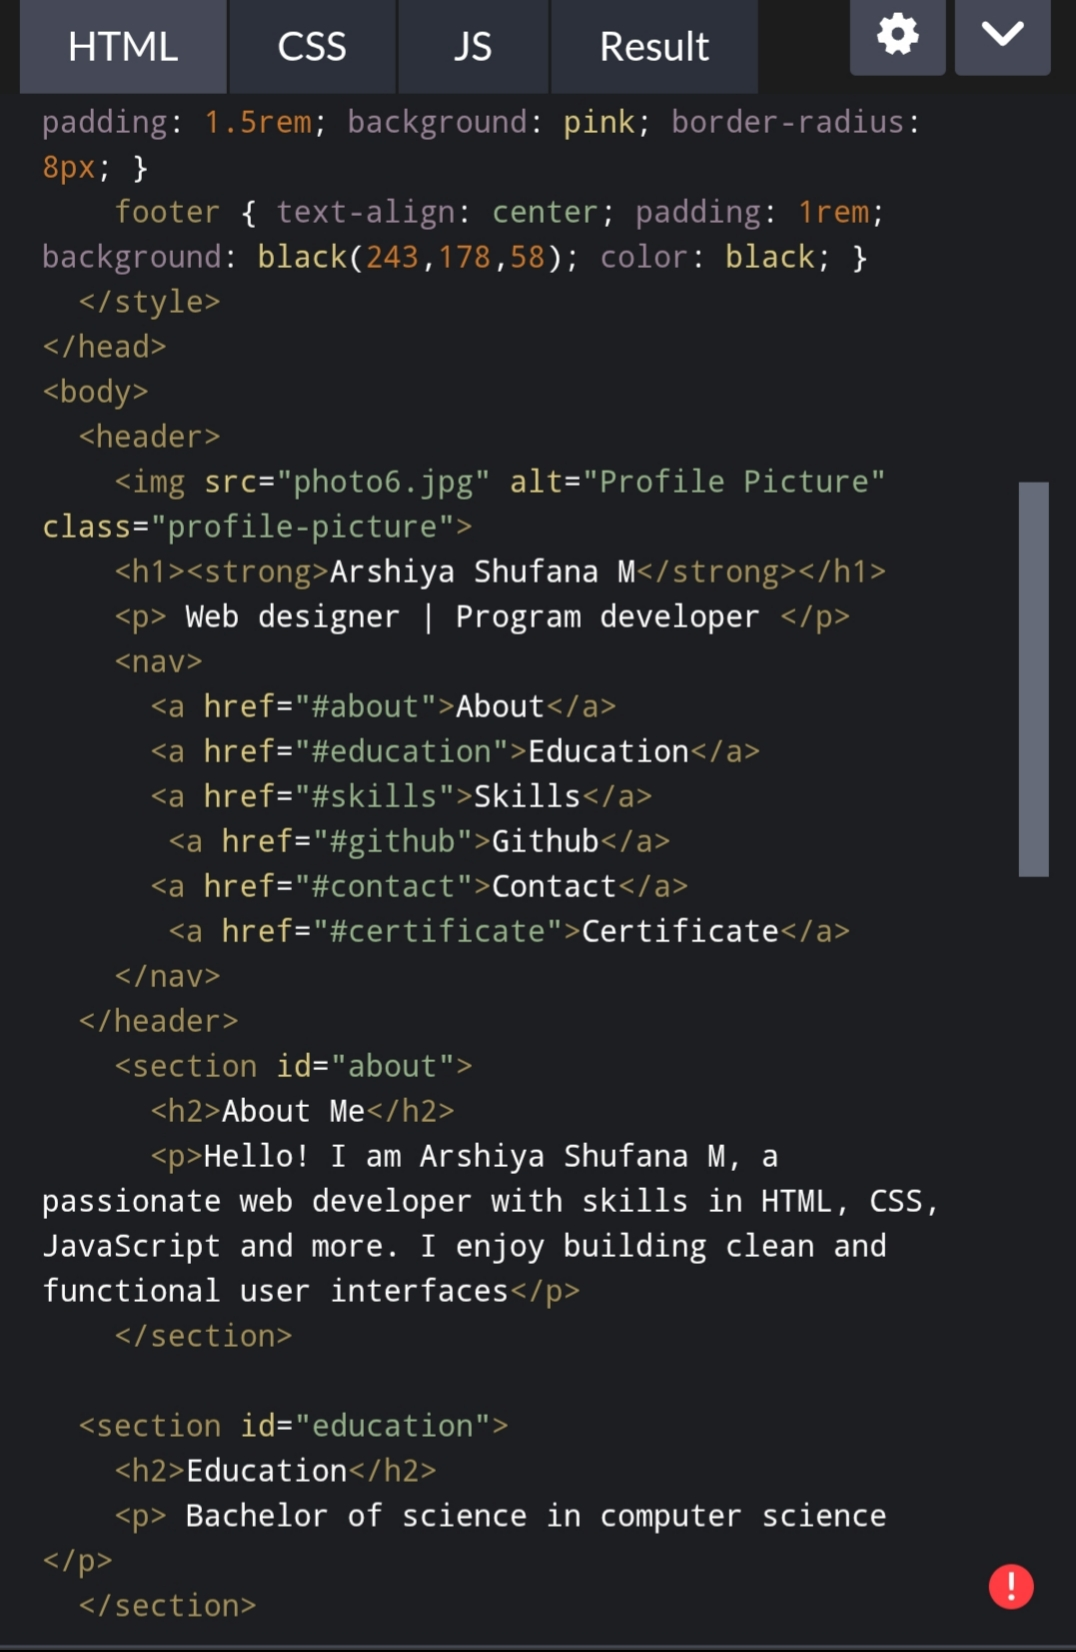 HTML CSS JS Result
padding: 1.5rem; background: pink; border-radius:
8px; }
    footer { text-align: center; padding: 1rem;
background: black(243,178,58); color: black; }
  </style>
</head>
<body>
  <header>
    <img src="photo6.jpg" alt="Profile Picture"
class="profile-picture">
    <h1><strong>Arshiya Shufana M</strong></h1>
    <p> Web designer | Program developer </p>
    <nav>
      <a href="#about">About</a>
      <a href="#education">Education</a>
      <a href="#skills">Skills</a>
       <a href="#github">Github</a>
      <a href="#contact">Contact</a>
       <a href="#certificate">Certificate</a>
    </nav>
  </header>
    <section id="about">
      <h2>About Me</h2>
      <p>Hello! I am Arshiya Shufana M, a
passionate web developer with skills in HTML, CSS,
JavaScript and more. I enjoy building clean and
functional user interfaces</p>
    </section>

  <section id="education">
    <h2>Education</h2>
    <p> Bachelor of science in computer science
</p>
  </section>